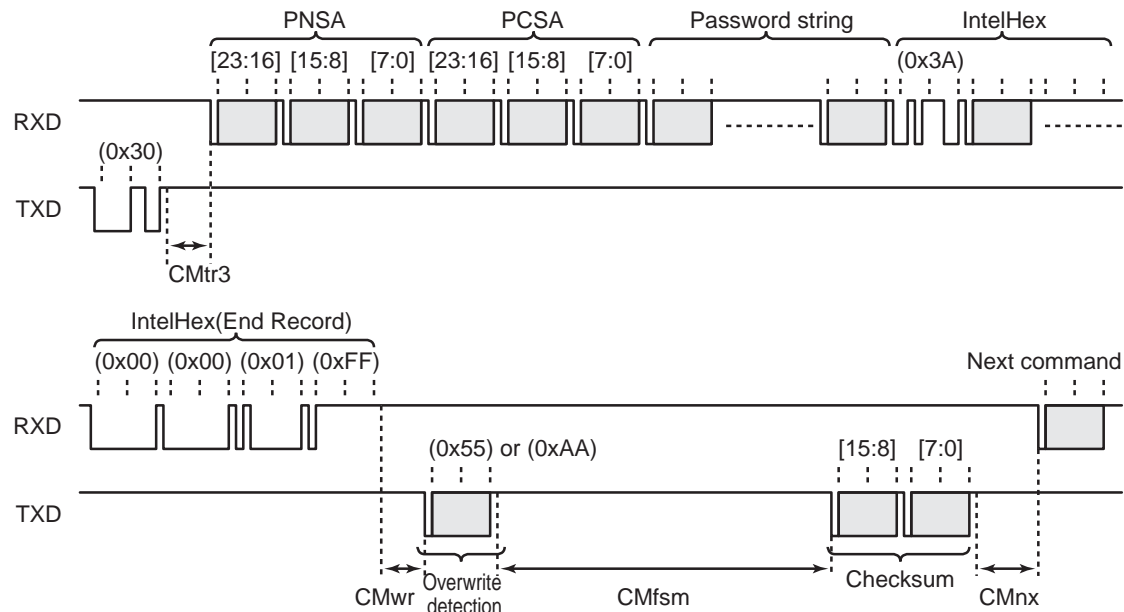 PNSA PCSA Password string IntelHex
[23:16] [15:8] [7:0] [23:16] [15:8] [7:0] (0x3A)
RXD
(0x30)
TXD
CMtr3
IntelHex(End Record)
(0x00) (0x00) (0x01) (0xFF) Next command
RXD
(0x55) or (0xAA) [15:8] [7:0]
TXD
CMwr Overwrite detection CMfsm Checksum CMnx